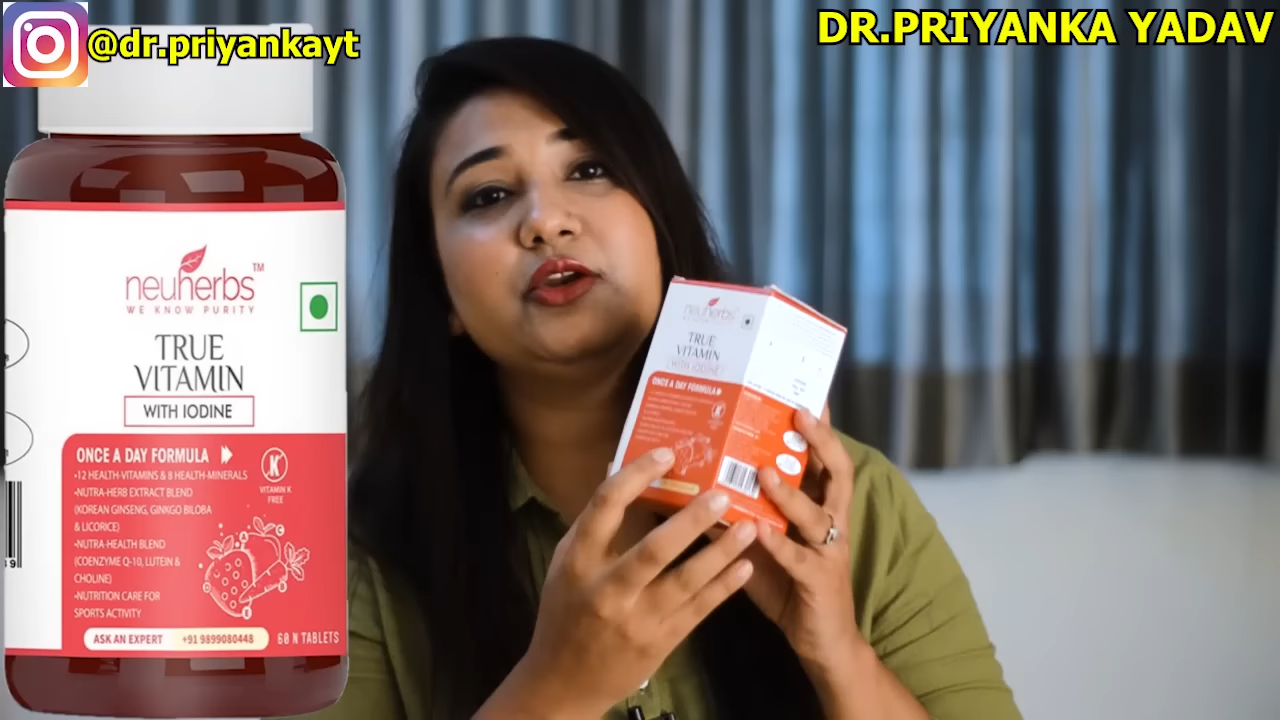 @dr.priyankayt
DR.PRIYANKA YADAV
neuherbs™
WE KNOW PURITY
TRUE
VITAMIN
WITH IODINE
ONCE A DAY FORMULA
•12 HEALTH-VITAMINS & 8 HEALTH-MINERALS
•NUTRA-HERB EXTRACT BLEND
(KOREAN GINSENG, GINKGO BILOBA
& LICORICE)
•NUTRA-HEALTH BLEND
(COENZYME Q-10, LUTEIN &
CHOLINE)
•NUTRITION CARE FOR
SPORTS ACTIVITY
K
VITAMIN K
FREE
ASK AN EXPERT +91 9899080448
60 N TABLETS
neuherbs
TRUE
VITAMIN
WITH IODINE
ONCE A DAY FORMULA